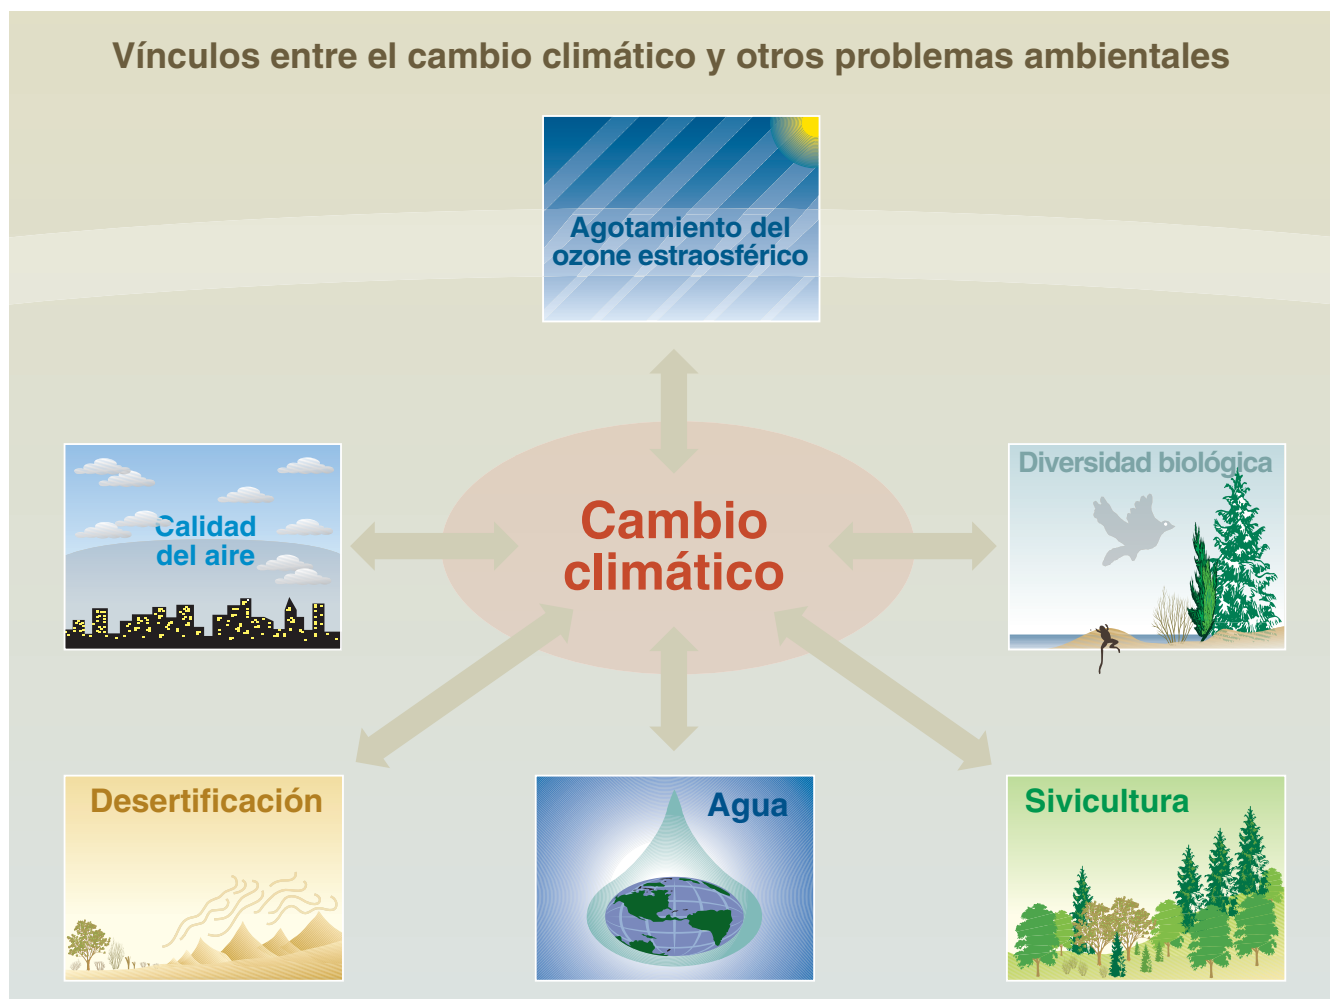 Vínculos entre el cambio climático y otros problemas ambientales
Agotamiento del
ozone estraosférico
Calidad
del aire
Cambio
climático
Diversidad biológica
Desertificación
Agua
Sivicultura